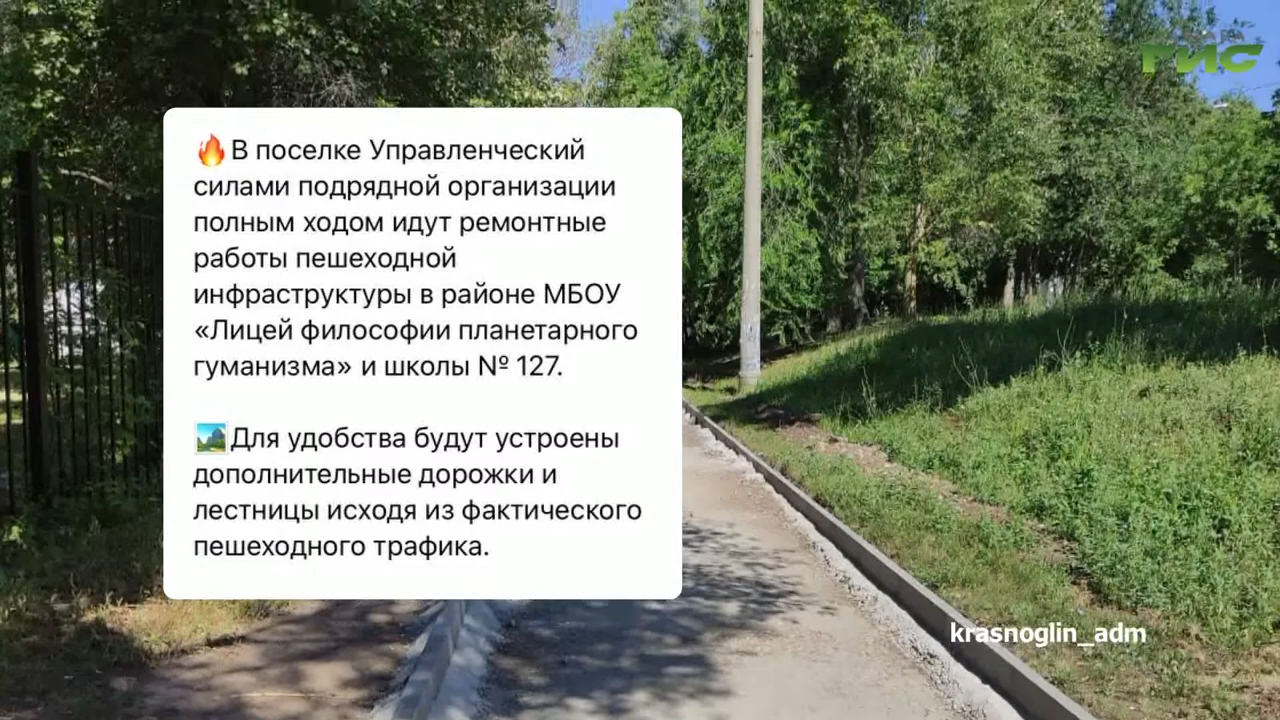 ГИС
🔥В поселке Управленческий
силами подрядной организации
полным ходом идут ремонтные
работы пешеходной
инфраструктуры в районе МБОУ
«Лицей философии планетарного
гуманизма» и школы № 127.
🏞Для удобства будут устроены
дополнительные дорожки и
лестницы исходя из фактического
пешеходного трафика.
krasnoglin_adm